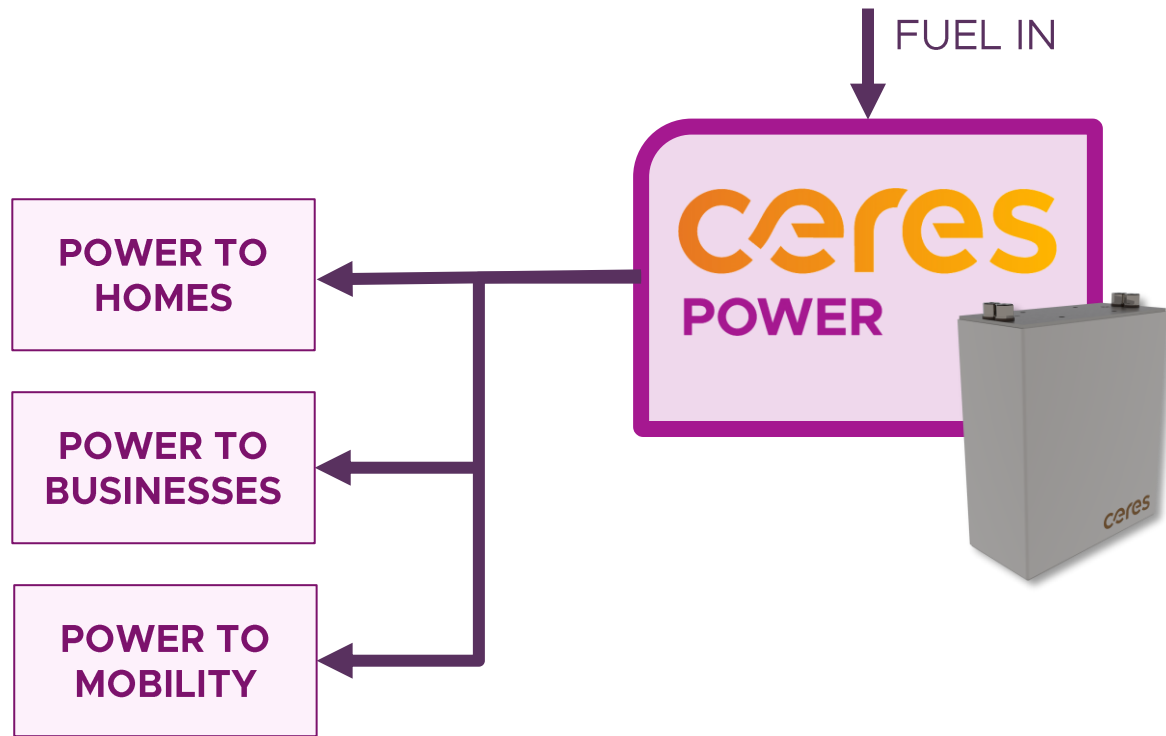 FUEL IN
ceres
POWER
POWER TO
HOMES
POWER TO
BUSINESSES
POWER TO
MOBILITY
ceres